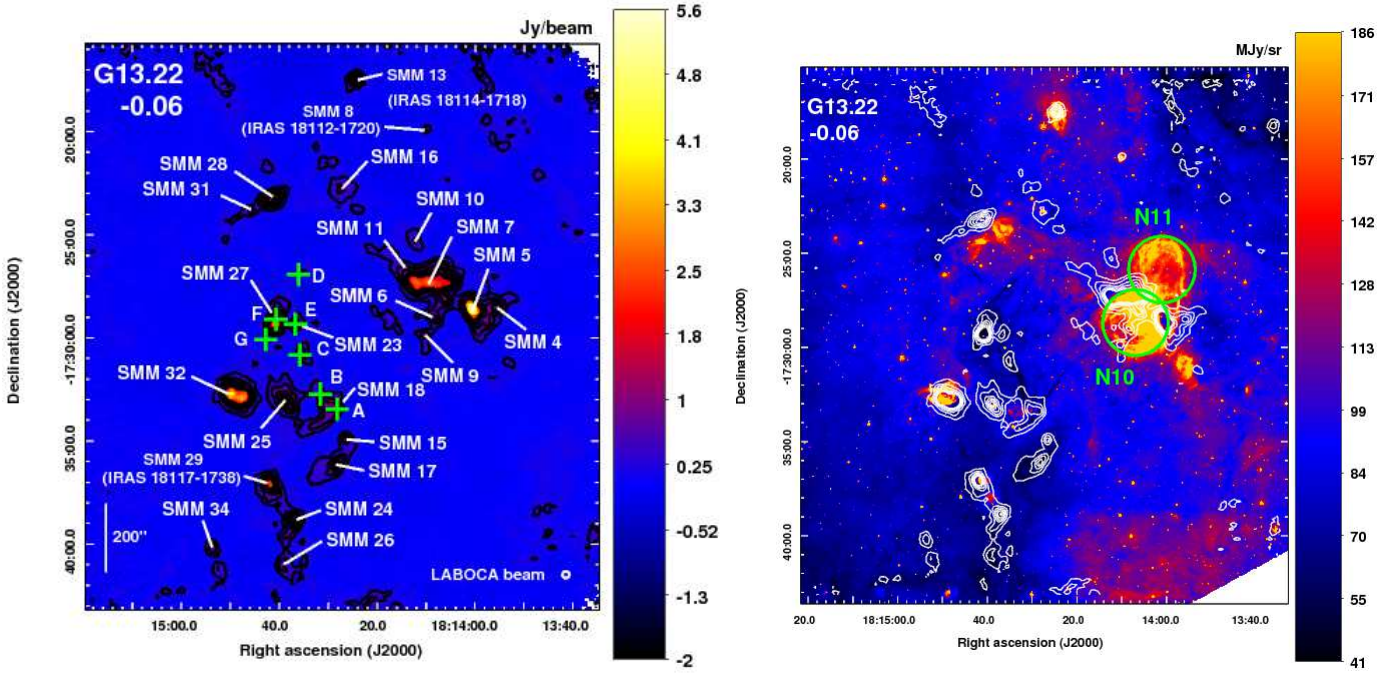 Jy/beam
G13.22
-0.06
SMM 13
(IRAS 18114-1718)
SMM 8
(IRAS 18112-1720)
SMM 28
SMM 16
SMM 31
SMM 10
SMM 11
SMM 7
SMM 5
SMM 27
D
SMM 6
F
E
SMM 4
G
SMM 23
C
SMM 9
SMM 32
B
SMM 18
A
SMM 25
SMM 15
SMM 29
(IRAS 18117-1738)
SMM 17
SMM 34
SMM 24
200"
SMM 26
LABOCA beam
Declination (J2000)
20:00.0
25:00.0
-17:30:00.0
35:00.0
40:00.0
15:00.0
40.0
20.0
18:14:00.0
13:40.0
Right ascension (J2000)
5.6
4.8
4.1
3.3
2.5
1.8
1
0.25
-0.52
-1.3
-2
MJy/sr
G13.22
-0.06
N11
N10
Declination (J2000)
20:00.0
25:00.0
-17:30:00.0
35:00.0
40:00.0
20.0
18:15:00.0
40.0
20.0
14:00.0
13:40.0
Right ascension (J2000)
186
171
157
142
128
113
99
84
70
55
41